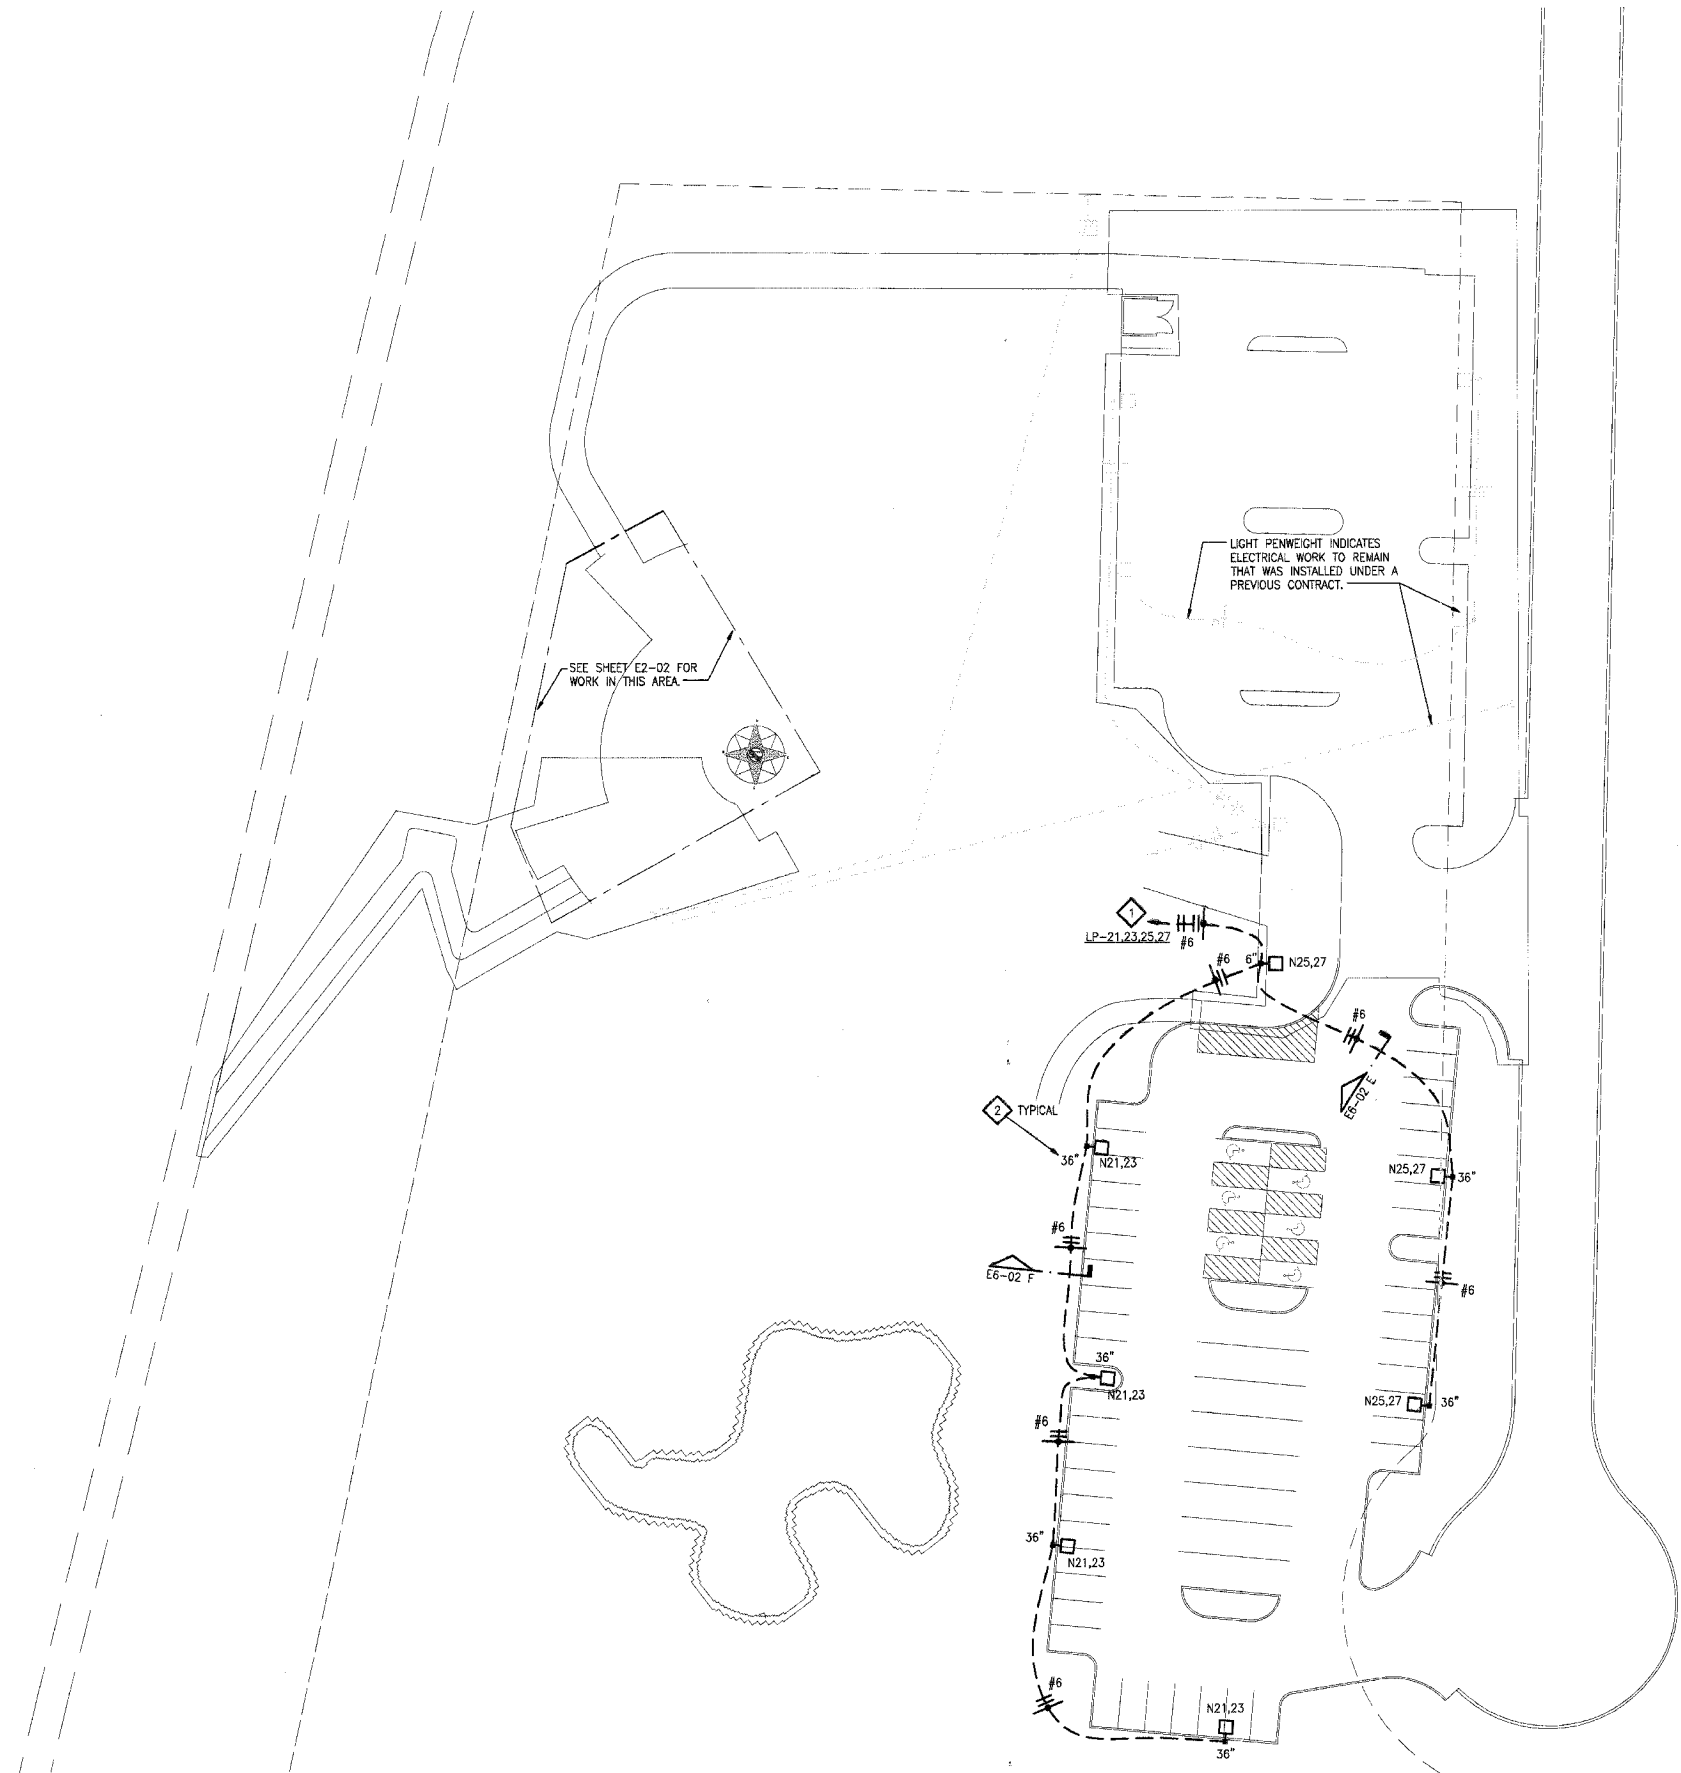 LIGHT PENWEIGHT INDICATES
ELECTRICAL WORK TO REMAIN
THAT WAS INSTALLED UNDER A
PREVIOUS CONTRACT.
SEE SHEET E2-02 FOR
WORK IN THIS AREA.
1
LP-21,23,25,27
#6
#6
6"
N25,27
#6
E6-02 E
2
TYPICAL
36"
N21,23
N25,27
36"
#6
E6-02 F
#6
36"
N21,23
N25,27
36"
#6
36"
N21,23
#6
N21,23
36"